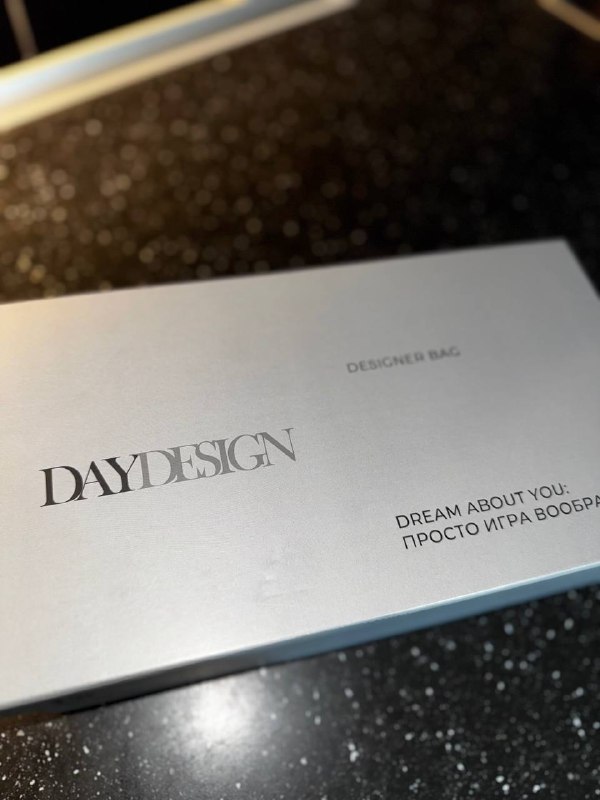 DESIGNER BAG
DAYDESIGN
DREAM ABOUT YOU:
ПРОСТО ИГРА ВООБРА